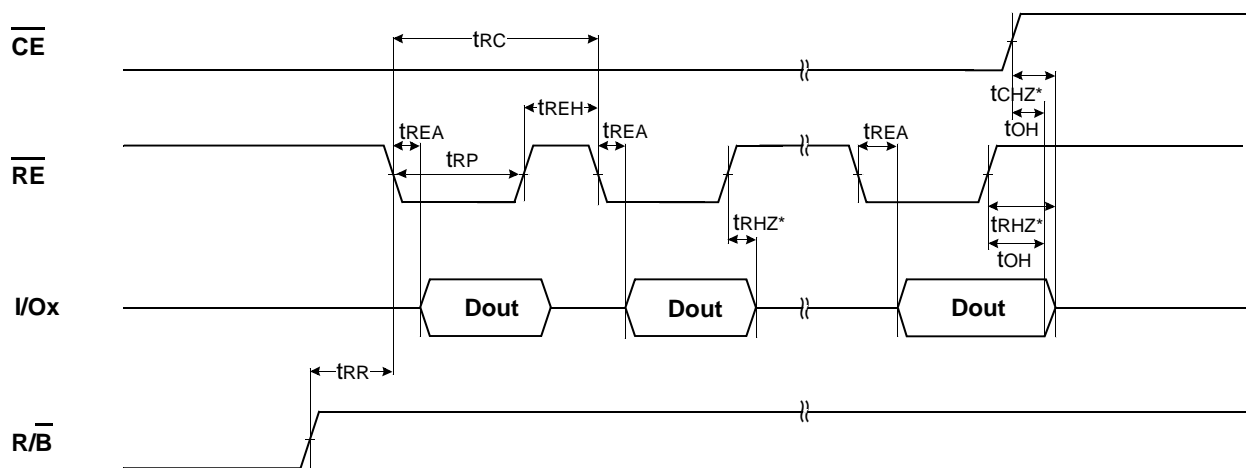 CE
tRC
tCHZ*
tREH
tOH
tREA
tREA
tREA
tRP
RE
tRHZ*
tRHZ*
tOH
I/Ox
Dout
Dout
Dout
tRR
R/B